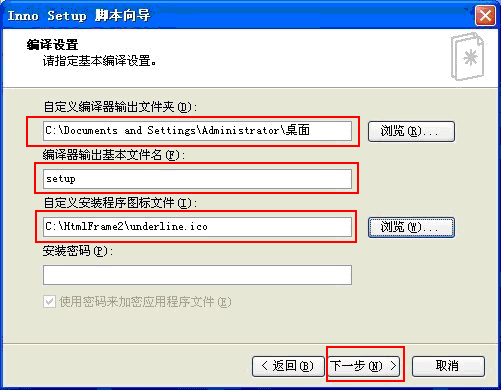 Inno Setup 脚本向导
编译设置
请指定基本编译设置。
自定义编译器输出文件夹(D):
C:\Documents and Settings\Administrator\桌面
浏览(R)...
编译器输出基本文件名(F):
setup
自定义安装程序图标文件(I):
C:\HtmlFrame2\underline.ico
浏览(W)...
安装密码(P):
使用密码来加密应用程序文件(E)
< 返回(B)
下一步(N) >
取消